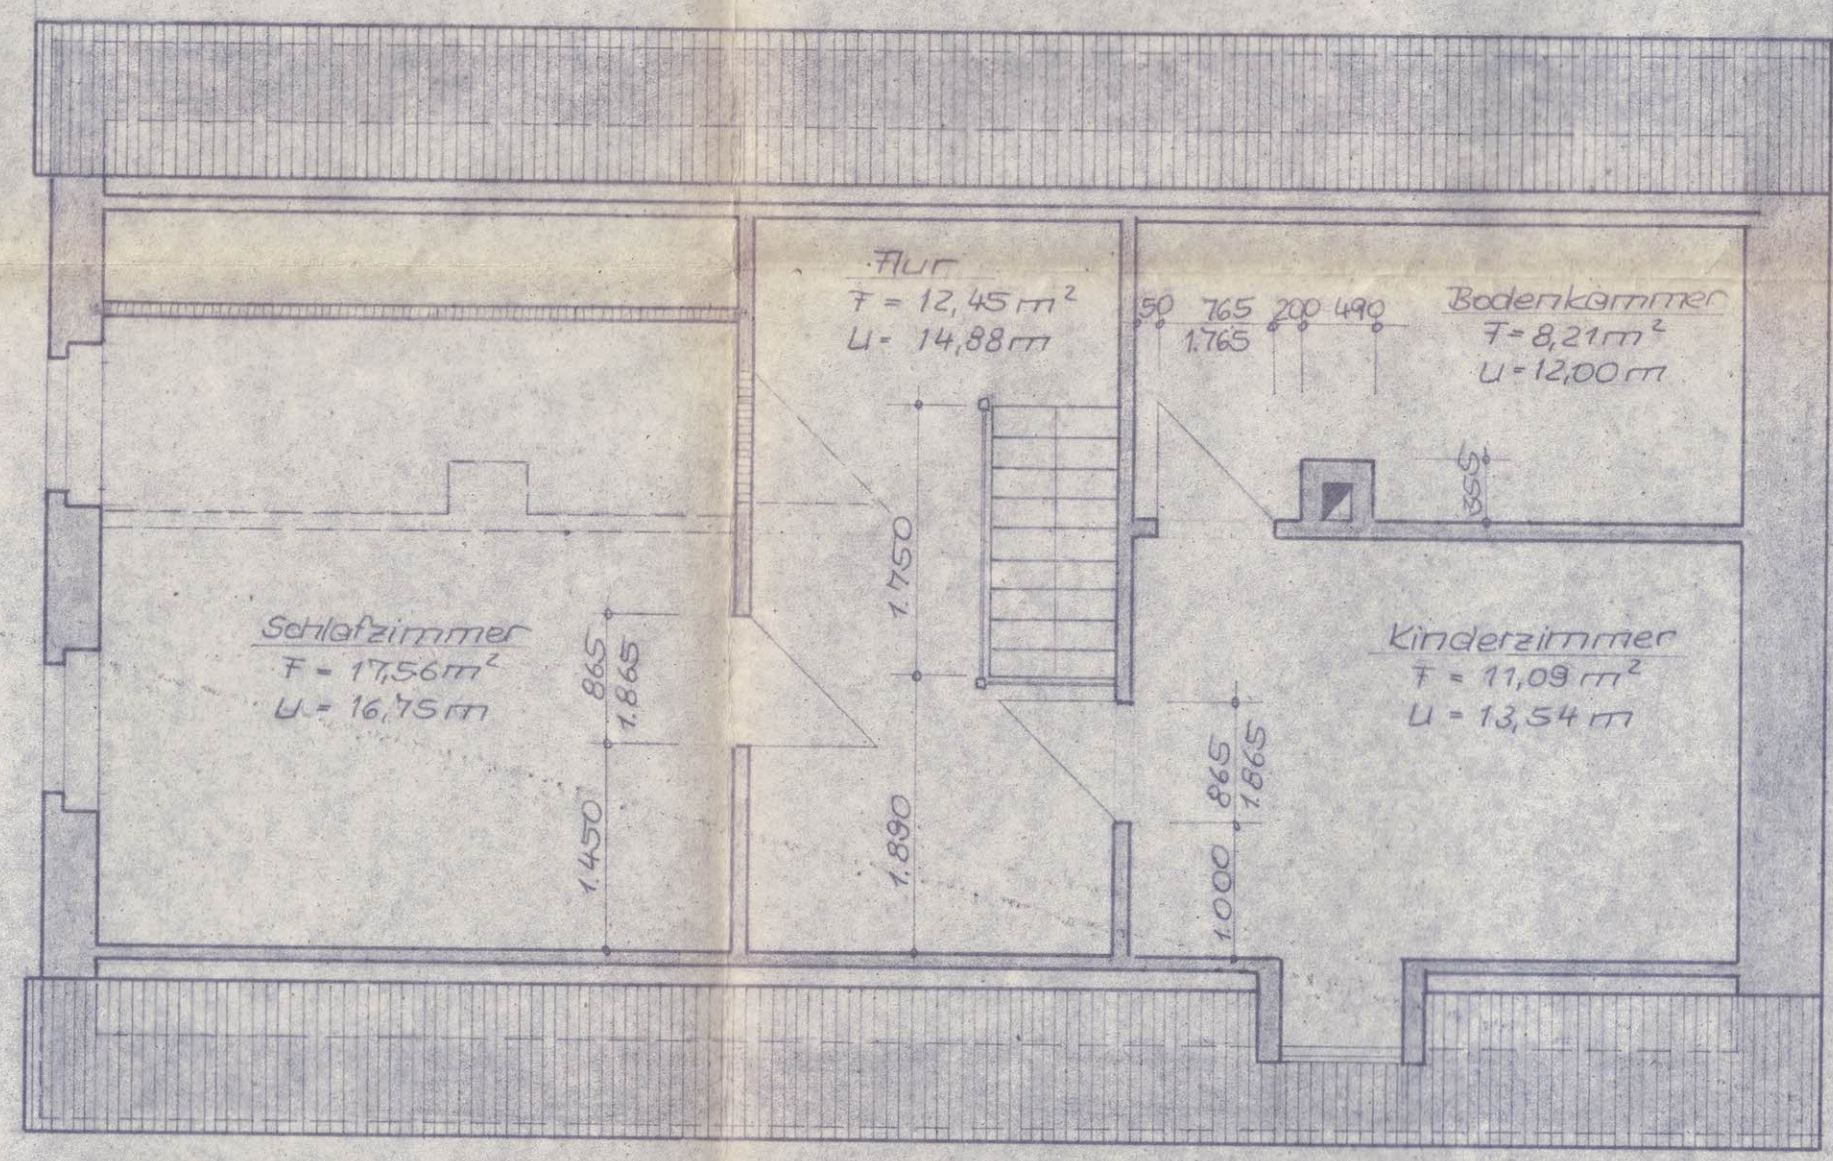 Flur
F = 12,45 m²
U = 14,88 m
50 765 200 490
1.765
Bodenkammer
F = 8,21 m²
U = 12,00 m
355
1.750
Schlafzimmer
F = 17,56 m²
U = 16,75 m
865
1.865
Kinderzimmer
F = 11,09 m²
U = 13,54 m
865
1.865
1.450
1.890
1.000